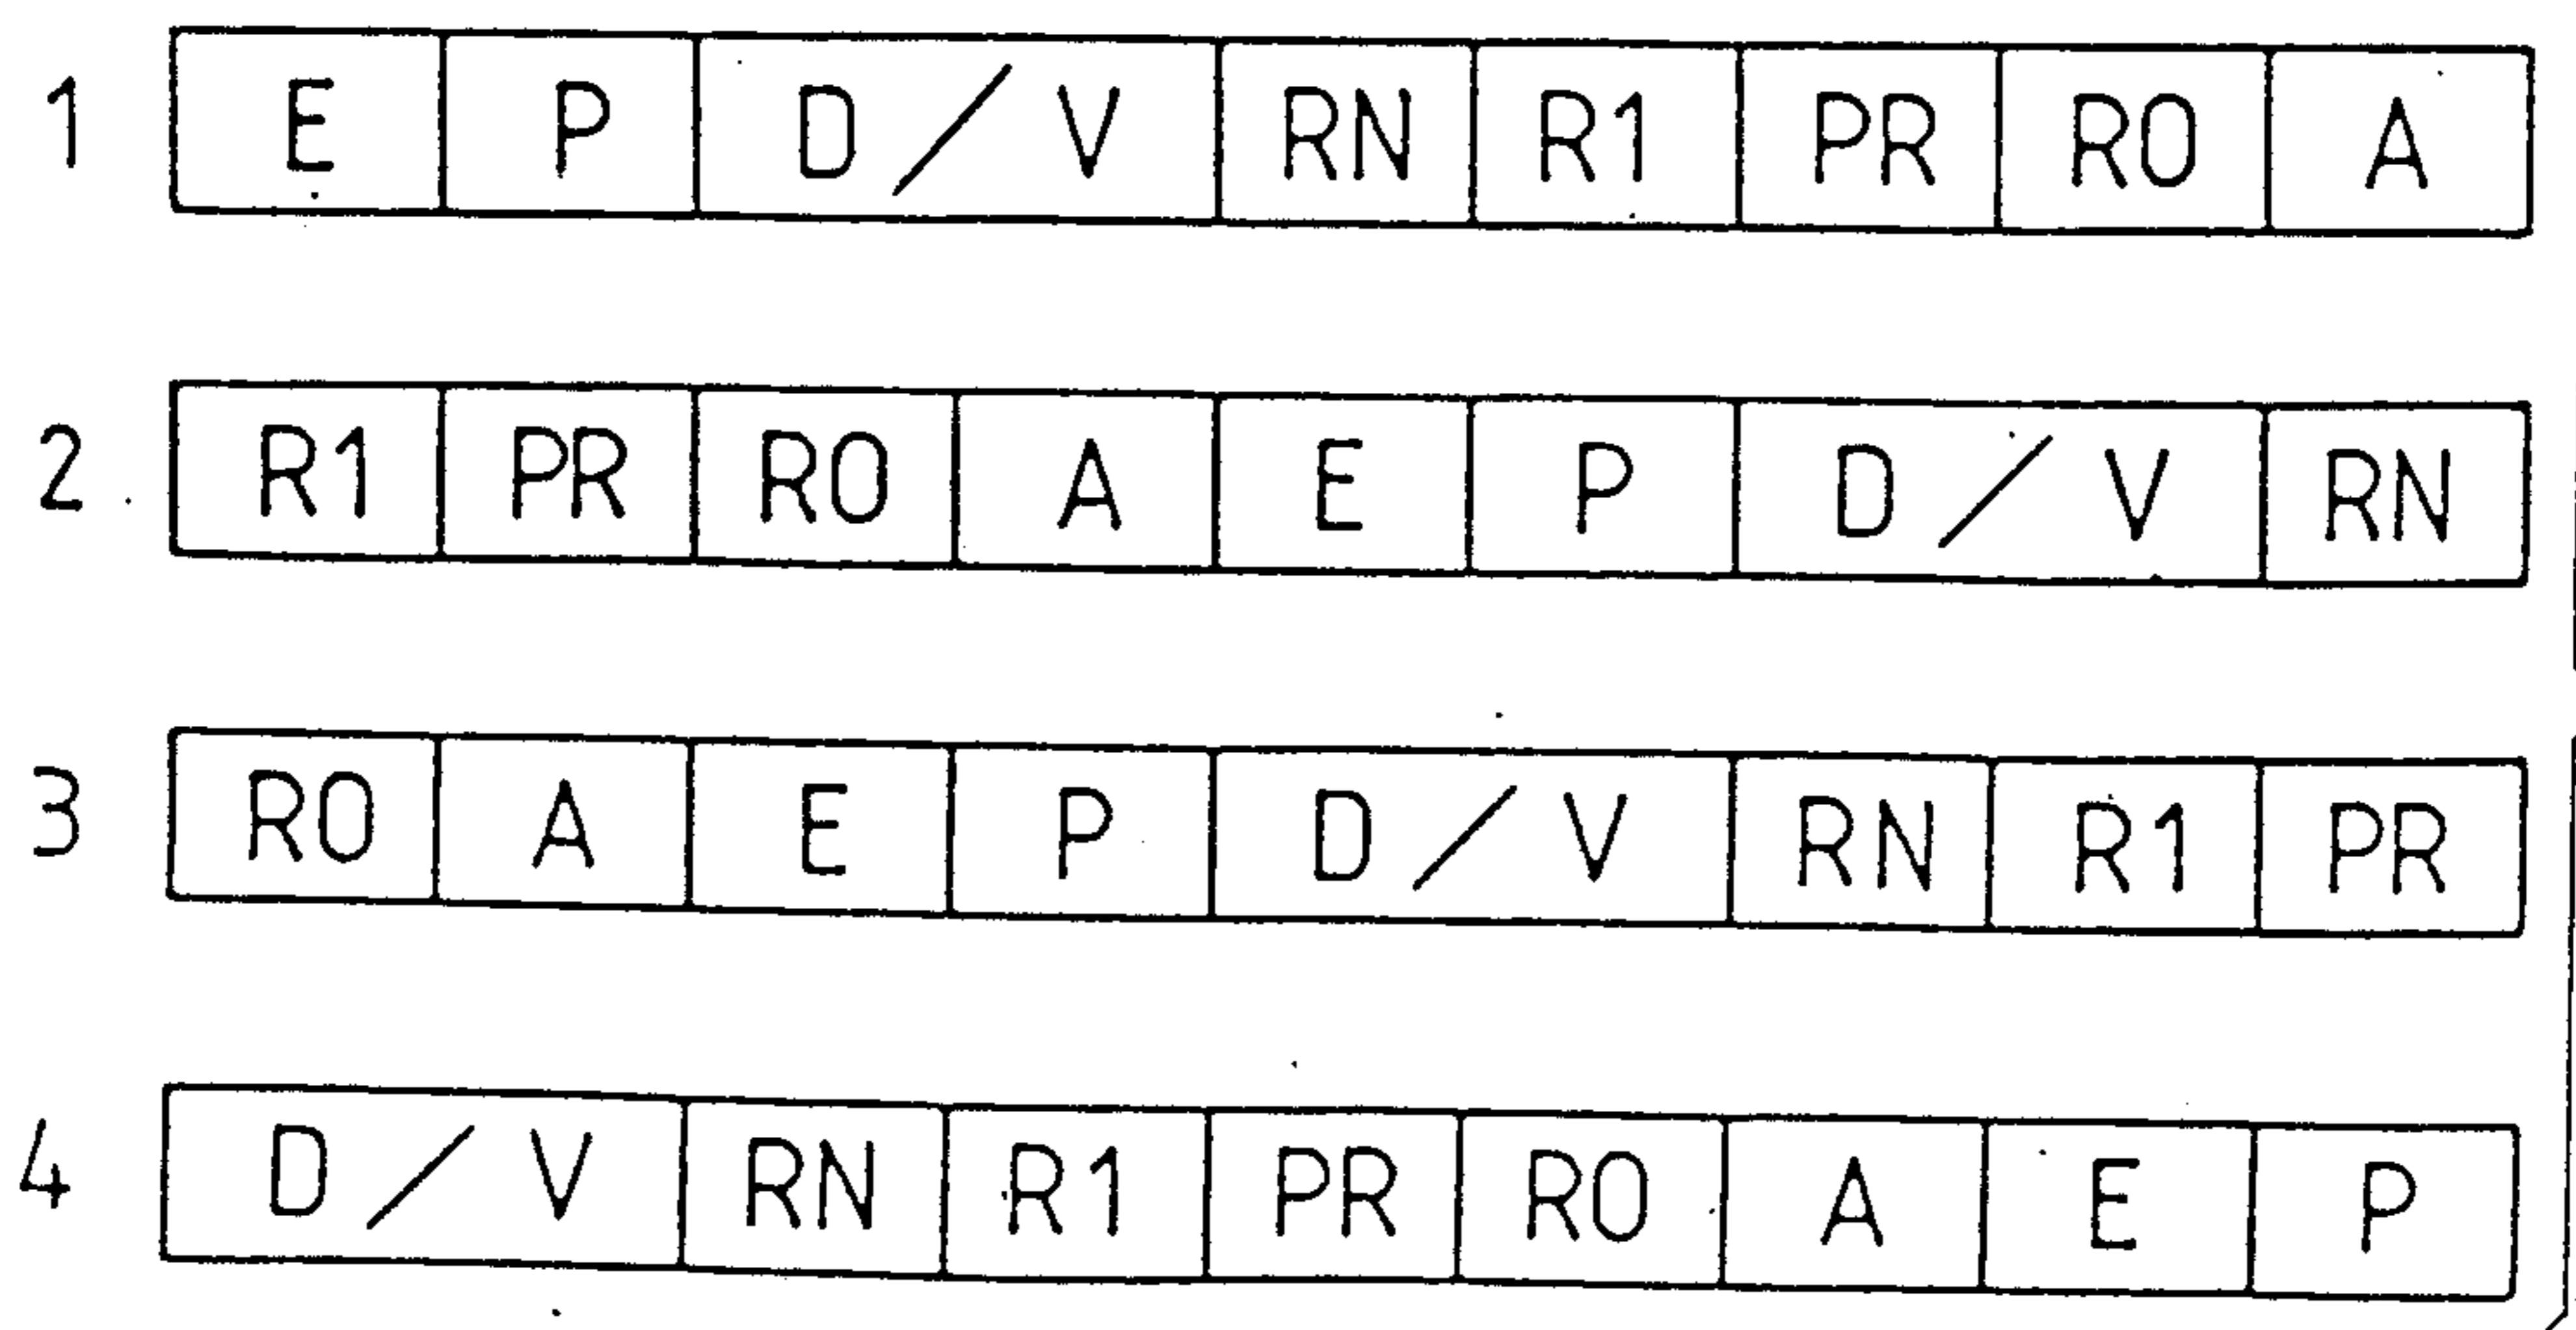 1 E P D / V RN R1 PR RO A
2 R1 PR RO A E P D / V RN
3 RO A E P D / V RN R1 PR
4 D / V RN R1 PR RO A E P